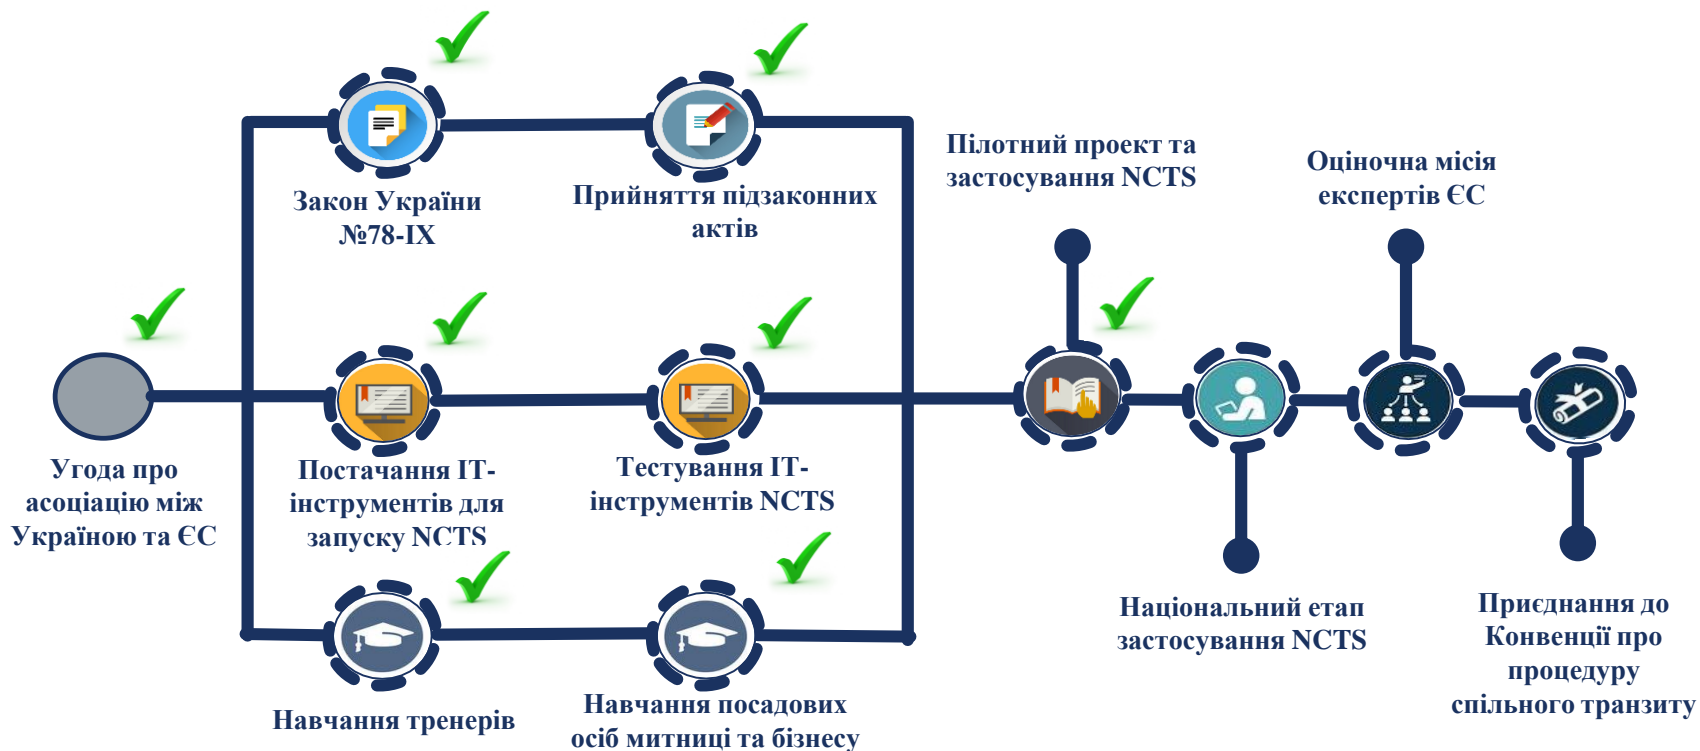 Закон України
№78-IX
Прийняття підзаконних
актів
Пілотний проект та
застосування NCTS
Оціночна місія
експертів ЄС
Угода про
асоціацію між
Україною та ЄС
Постачання ІТ-
інструментів для
запуску NCTS
Тестування ІТ-
інструментів NCTS
Національний етап
застосування NCTS
Приєднання до
Конвенції про
процедуру
спільного транзиту
Навчання тренерів
Навчання посадових
осіб митниці та бізнесу